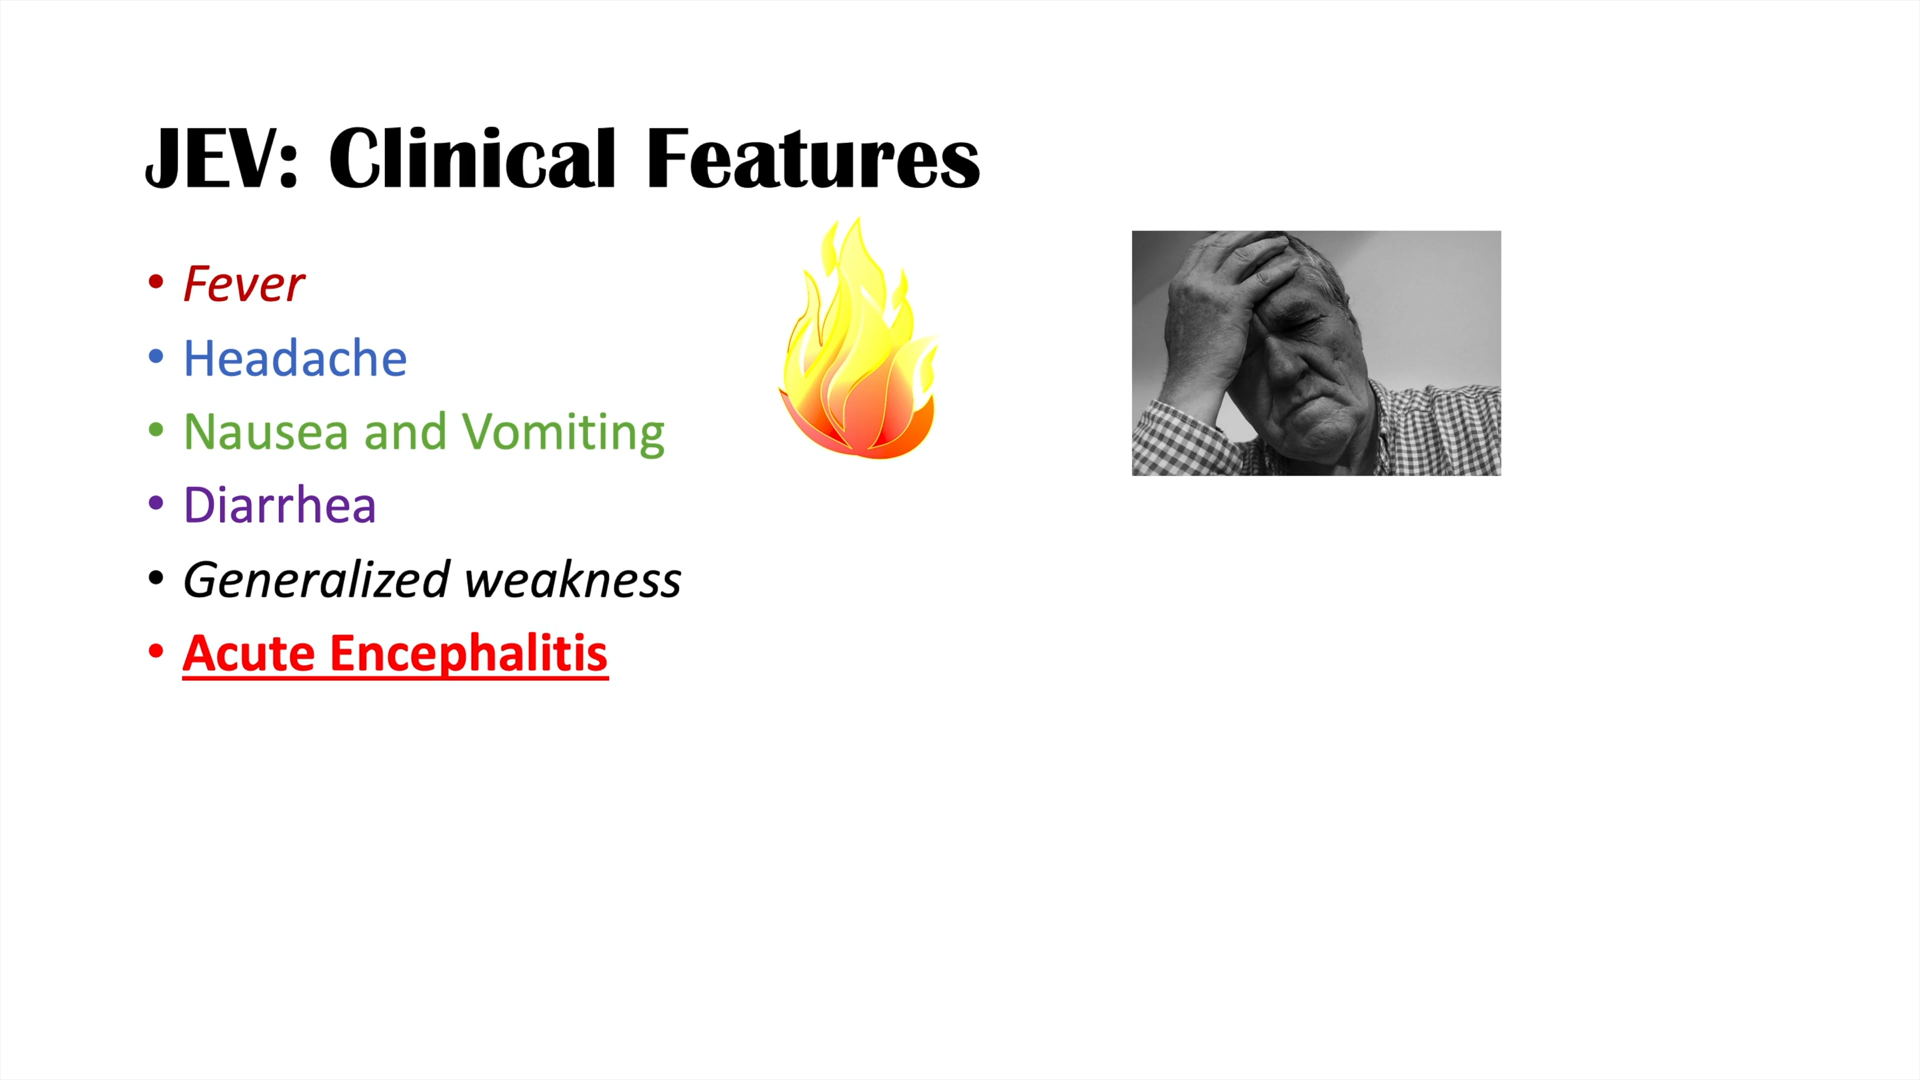 JEV: Clinical Features
• Fever
• Headache
• Nausea and Vomiting
• Diarrhea
• Generalized weakness
• Acute Encephalitis